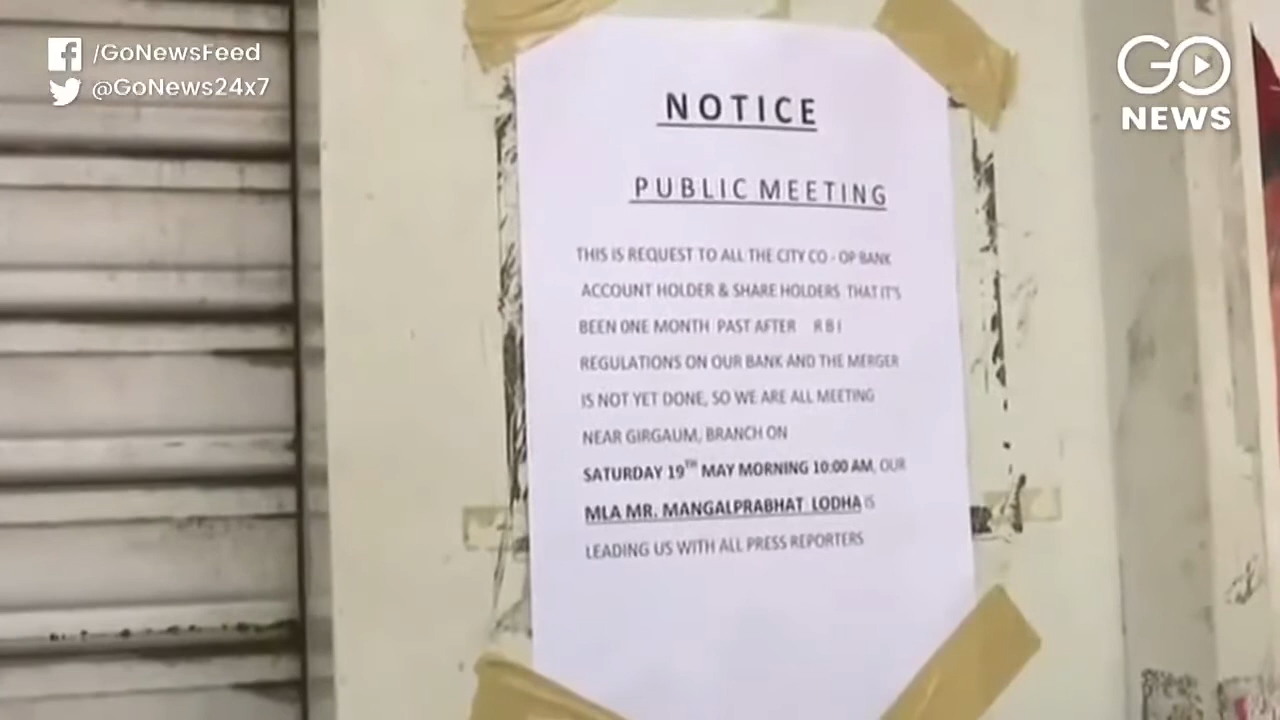 /GoNewsFeed
@GoNews24x7
GO
NEWS
NOTICE
PUBLIC MEETING
THIS IS REQUEST TO ALL THE CITY CO - OP BANK
ACCOUNT HOLDER & SHARE HOLDERS THAT IT'S
BEEN ONE MONTH PAST AFTER R B I
REGULATIONS ON OUR BANK AND THE MERGER
IS NOT YET DONE, SO WE ARE ALL MEETING
NEAR GIRGAUM, BRANCH ON
SATURDAY 19TH MAY MORNING 10:00 AM, OUR
MLA MR. MANGALPRABHAT LODHA IS
LEADING US WITH ALL PRESS REPORTERS